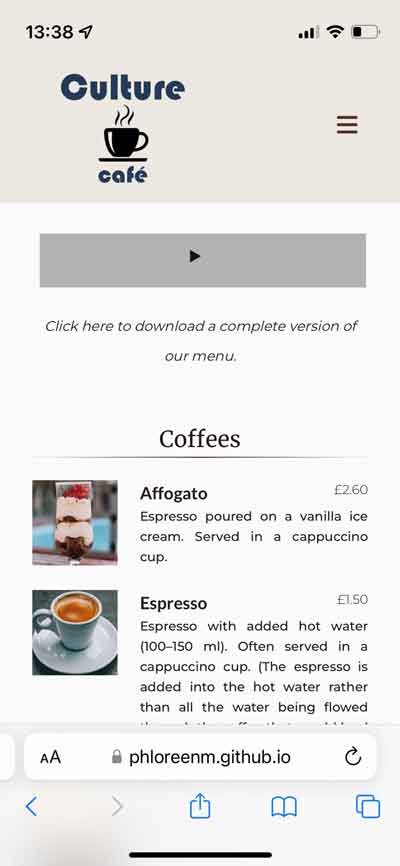 13:38
Culture
café
Click here to download a complete version of
our menu.
Coffees
Affogato £2.60
Espresso poured on a vanilla ice
cream. Served in a cappuccino
cup.
Espresso £1.50
Espresso with added hot water
(100–150 ml). Often served in a
cappuccino cup. (The espresso is
added into the hot water rather
than all the water being flowed
AA phloreenm.github.io